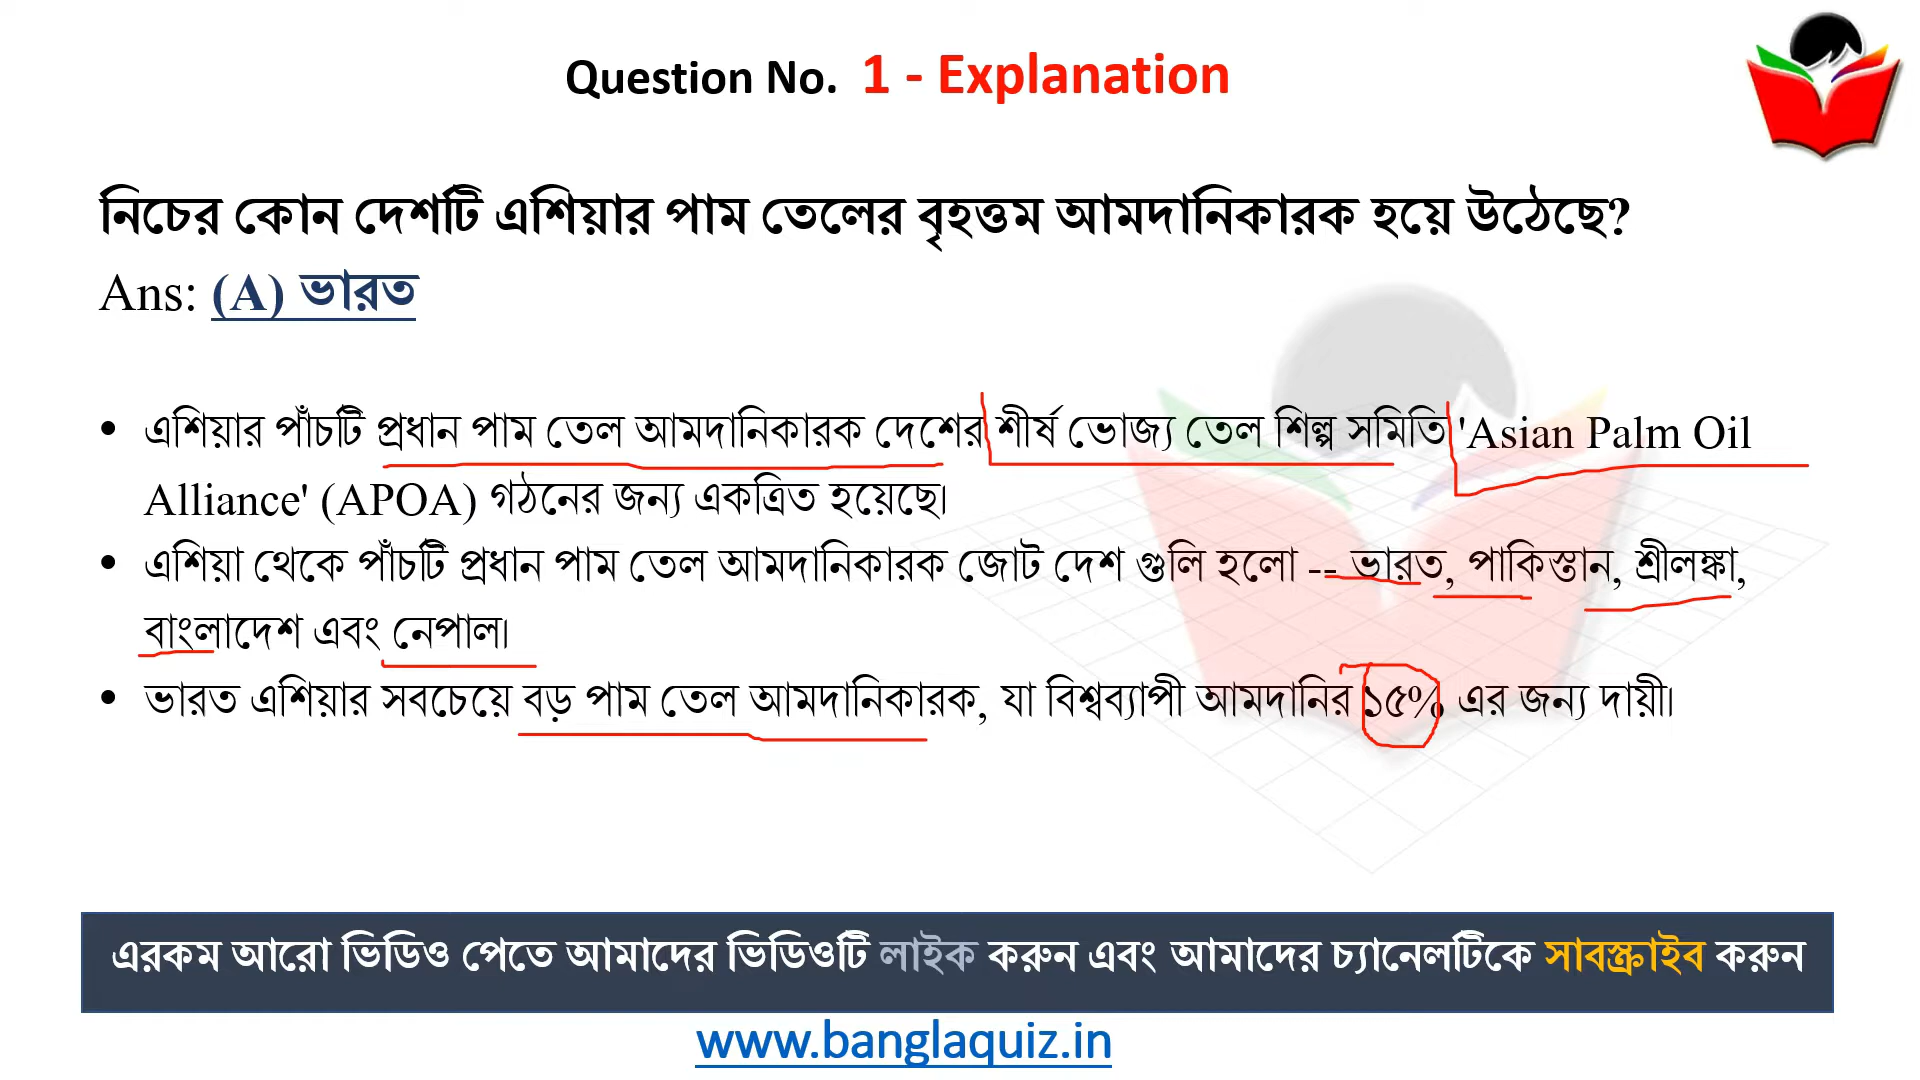 Question No. 1 - Explanation
নিচের কোন দেশটি এশিয়ার পাম তেলের বৃহত্তম আমদানিকারক হয়ে উঠেছে?
Ans: (A) ভারত
• এশিয়ার পাঁচটি প্রধান পাম তেল আমদানিকারক দেশের শীর্ষ ভোজ্য তেল শিল্প সমিতি 'Asian Palm Oil
Alliance' (APOA) গঠনের জন্য একত্রিত হয়েছে।
• এশিয়া থেকে পাঁচটি প্রধান পাম তেল আমদানিকারক জোট দেশ গুলি হলো -- ভারত, পাকিস্তান, শ্রীলঙ্কা,
বাংলাদেশ এবং নেপাল।
• ভারত এশিয়ার সবচেয়ে বড় পাম তেল আমদানিকারক, যা বিশ্বব্যাপী আমদানির ১৫% এর জন্য দায়ী।
এরকম আরো ভিডিও পেতে আমাদের ভিডিওটি লাইক করুন এবং আমাদের চ্যানেলটিকে সাবস্ক্রাইব করুন
www.banglaquiz.in